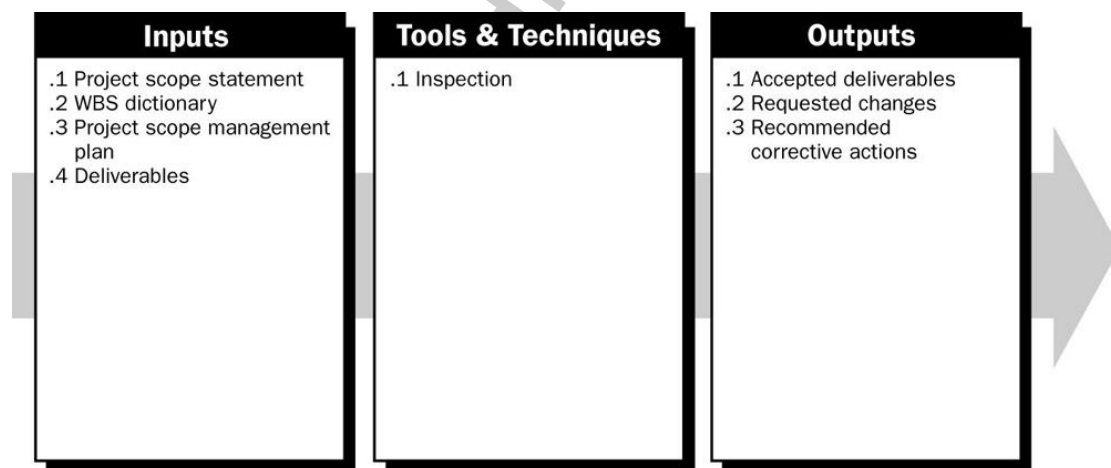 Inputs
.1 Project scope statement
.2 WBS dictionary
.3 Project scope management
plan
.4 Deliverables
Tools & Techniques
.1 Inspection
Outputs
.1 Accepted deliverables
.2 Requested changes
.3 Recommended
corrective actions